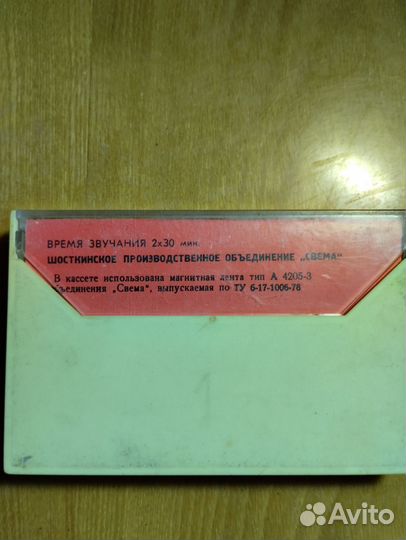 ВРЕМЯ ЗВУЧАНИЯ 2х30 мин.
ШОСТКИНСКОЕ ПРОИЗВОДСТВЕННОЕ ОБЪЕДИНЕНИЕ „СВЕМА"
В кассете использована магнитная лента тип А 4205-3
бъединения „Свема", выпускаемая по ТУ 6-17-1006-78
Avito